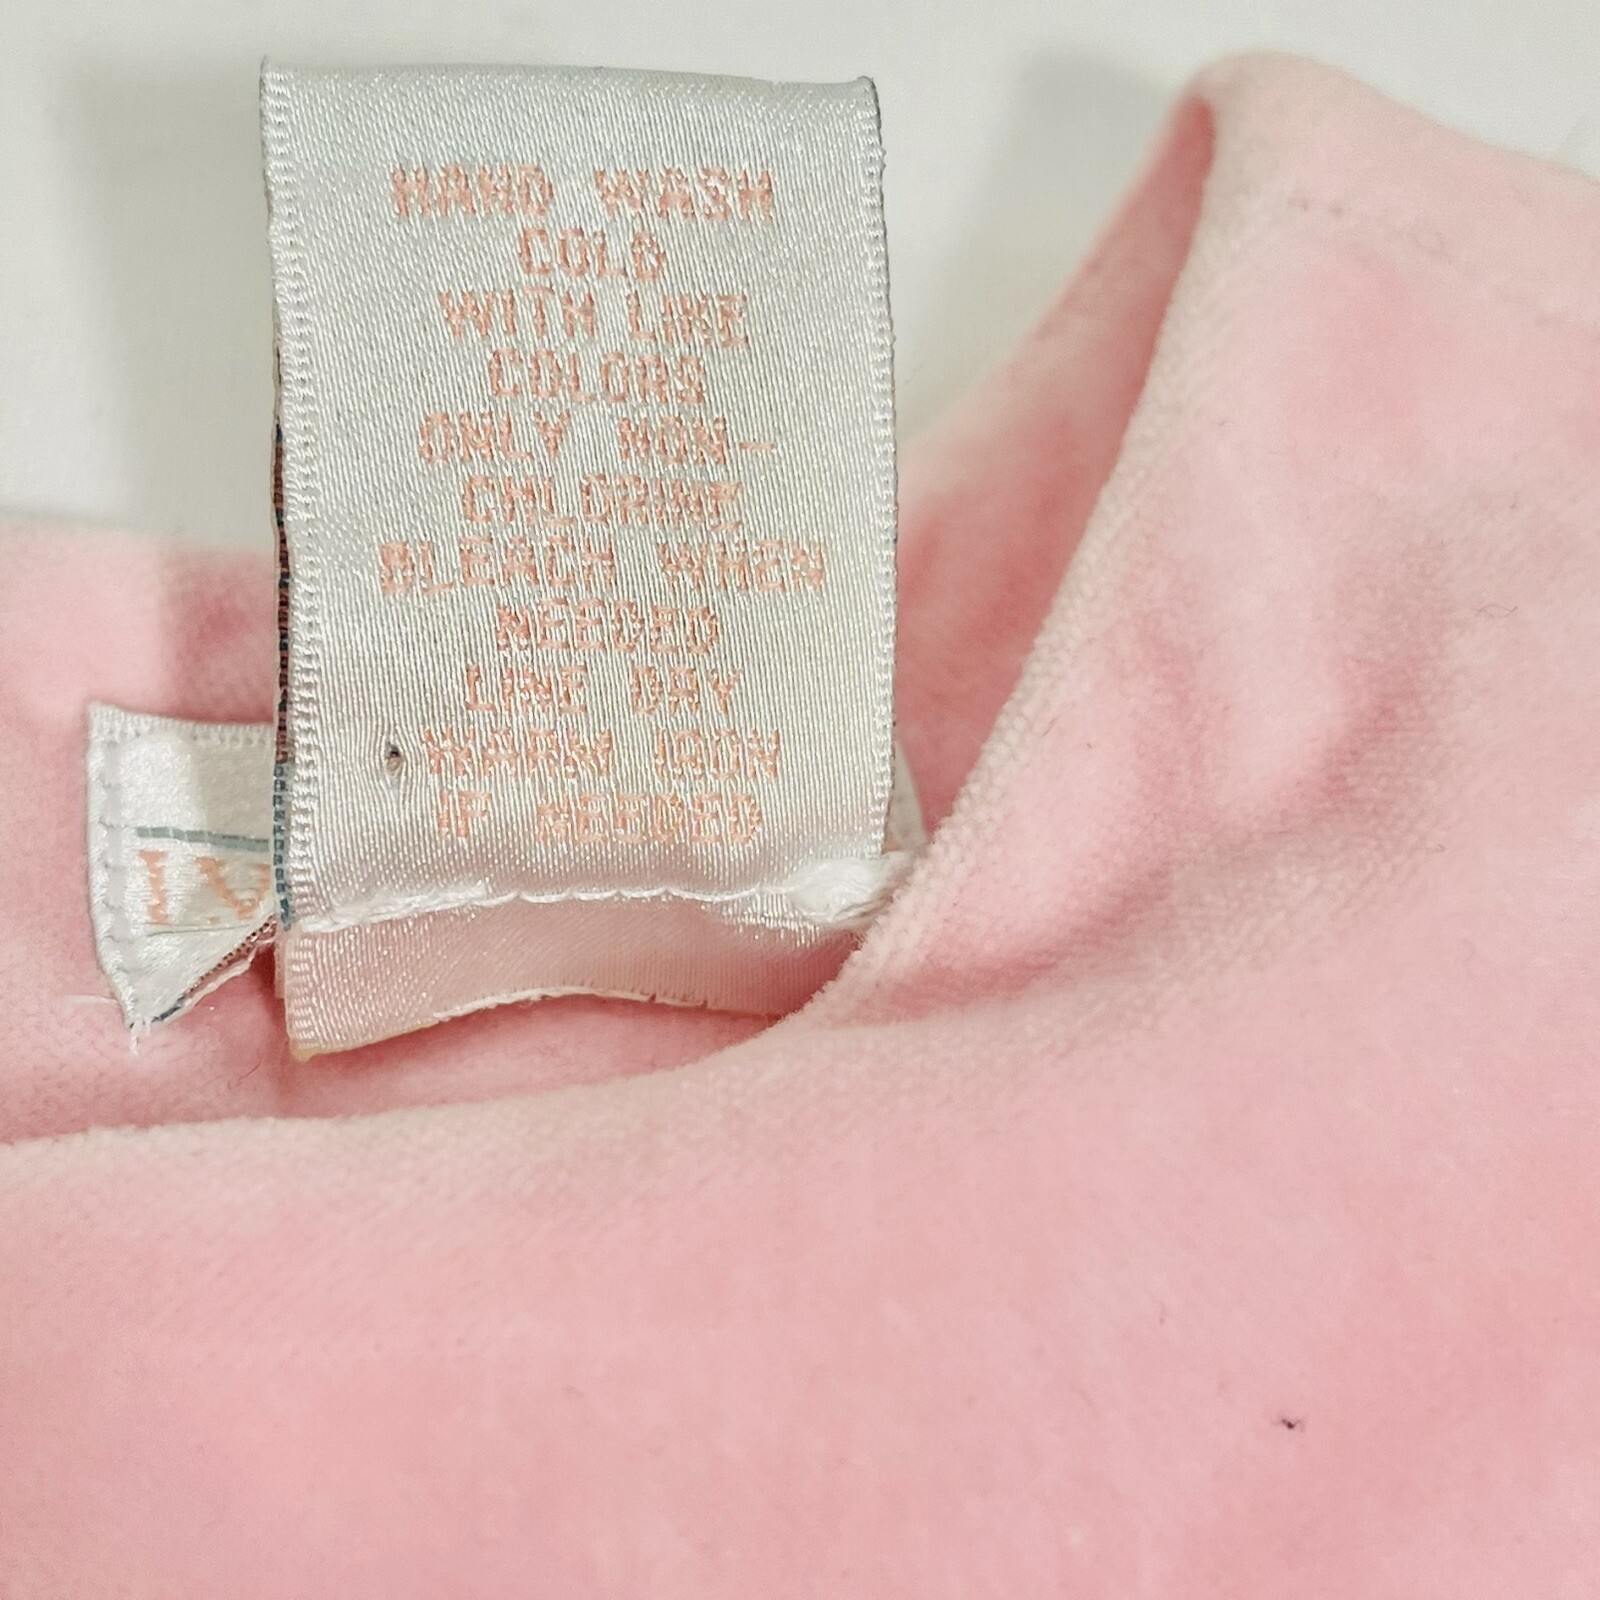 HAND WASH
COLD
WITH LIKE
COLORS
ONLY NON-
CHLORINE
BLEACH WHEN
NEEDED
LINE DRY
WARM IRON
IF NEEDED